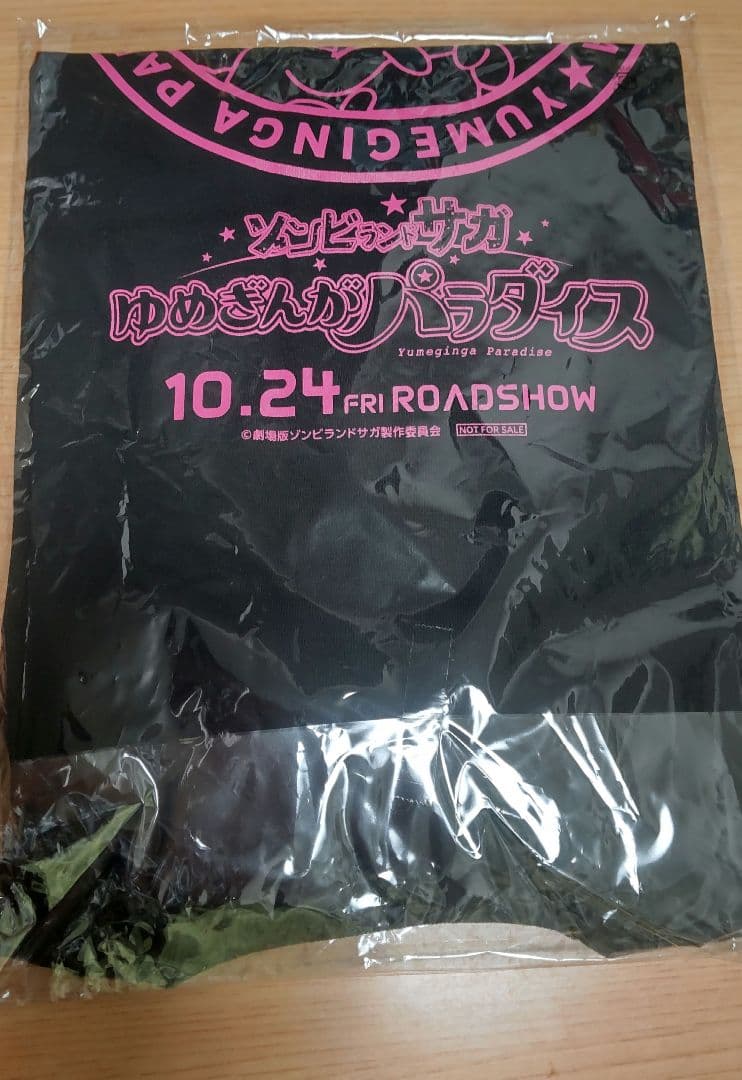 ★ YUMEGINGA PA
ゾンビランドサガ
ゆめぎんがパラダイス
Yumeginga Paradise
10.24 FRI ROADSHOW
©劇場版ゾンビランドサガ製作委員会 NOT FOR SALE